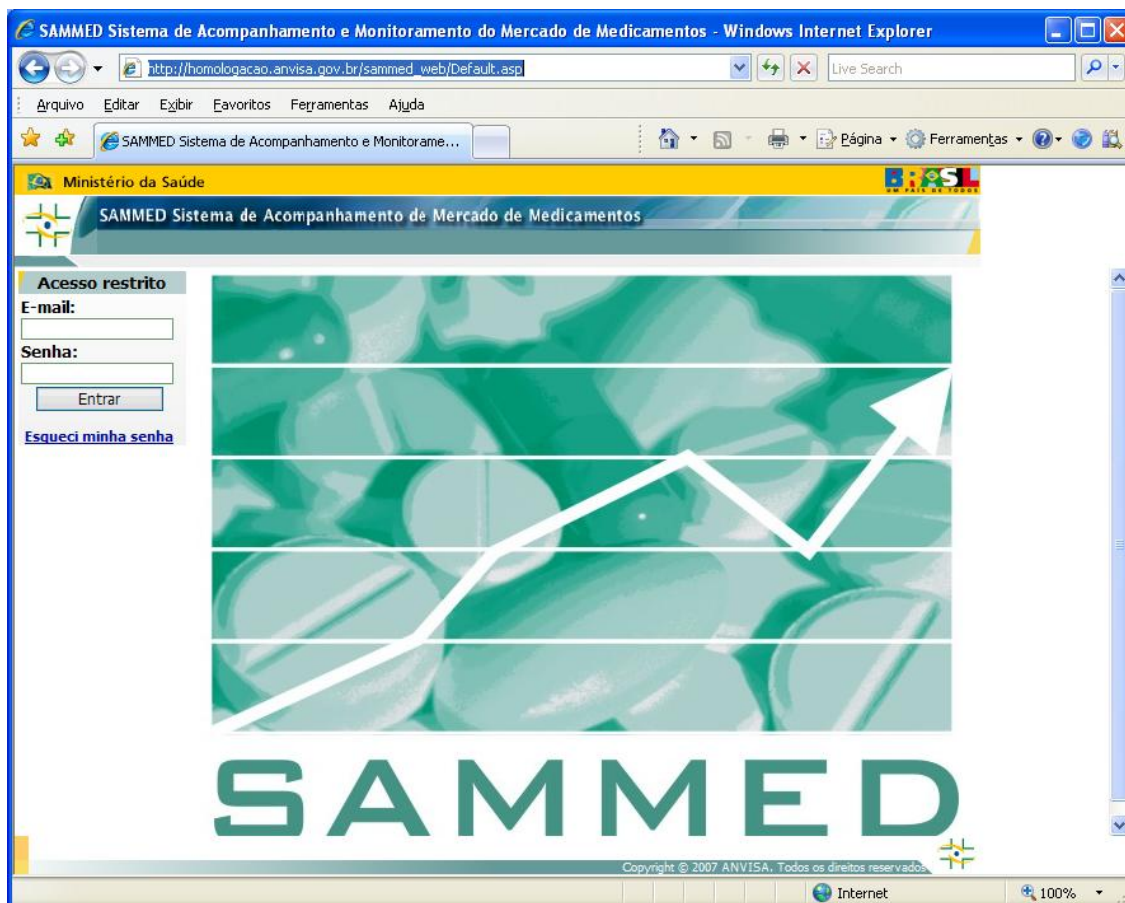 SAMMED Sistema de Acompanhamento e Monitoramento do Mercado de Medicamentos - Windows Internet Explorer
http://homologacao.anvisa.gov.br/sammed_web/Default.asp
Live Search
Arquivo Editar Exibir Favoritos Ferramentas Ajuda
SAMMED Sistema de Acompanhamento e Monitorame...
Página
Ferramentas
Ministério da Saúde
BRASIL
UM PAÍS DE TODOS
SAMMED Sistema de Acompanhamento de Mercado de Medicamentos
Acesso restrito
E-mail:
Senha:
Entrar
Esqueci minha senha
SAMMED
Copyright © 2007 ANVISA. Todos os direitos reservados
Internet
100%